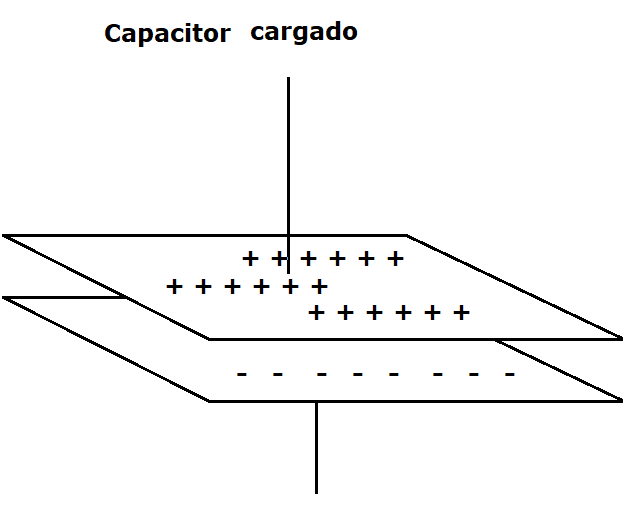 Capacitor cargado
+ + + + + +
+ + + + + +
+ + + + + +
- - - - - - - -